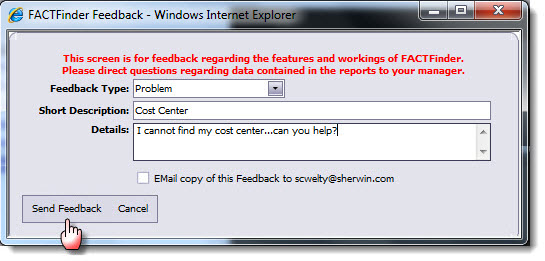 FACTFinder Feedback - Windows Internet Explorer
This screen is for feedback regarding the features and workings of FACTFinder.
Please direct questions regarding data contained in the reports to your manager.
Feedback Type: Problem
Short Description: Cost Center
Details: I cannot find my cost center...can you help?
EMail copy of this Feedback to scwelty@sherwin.com
Send Feedback Cancel